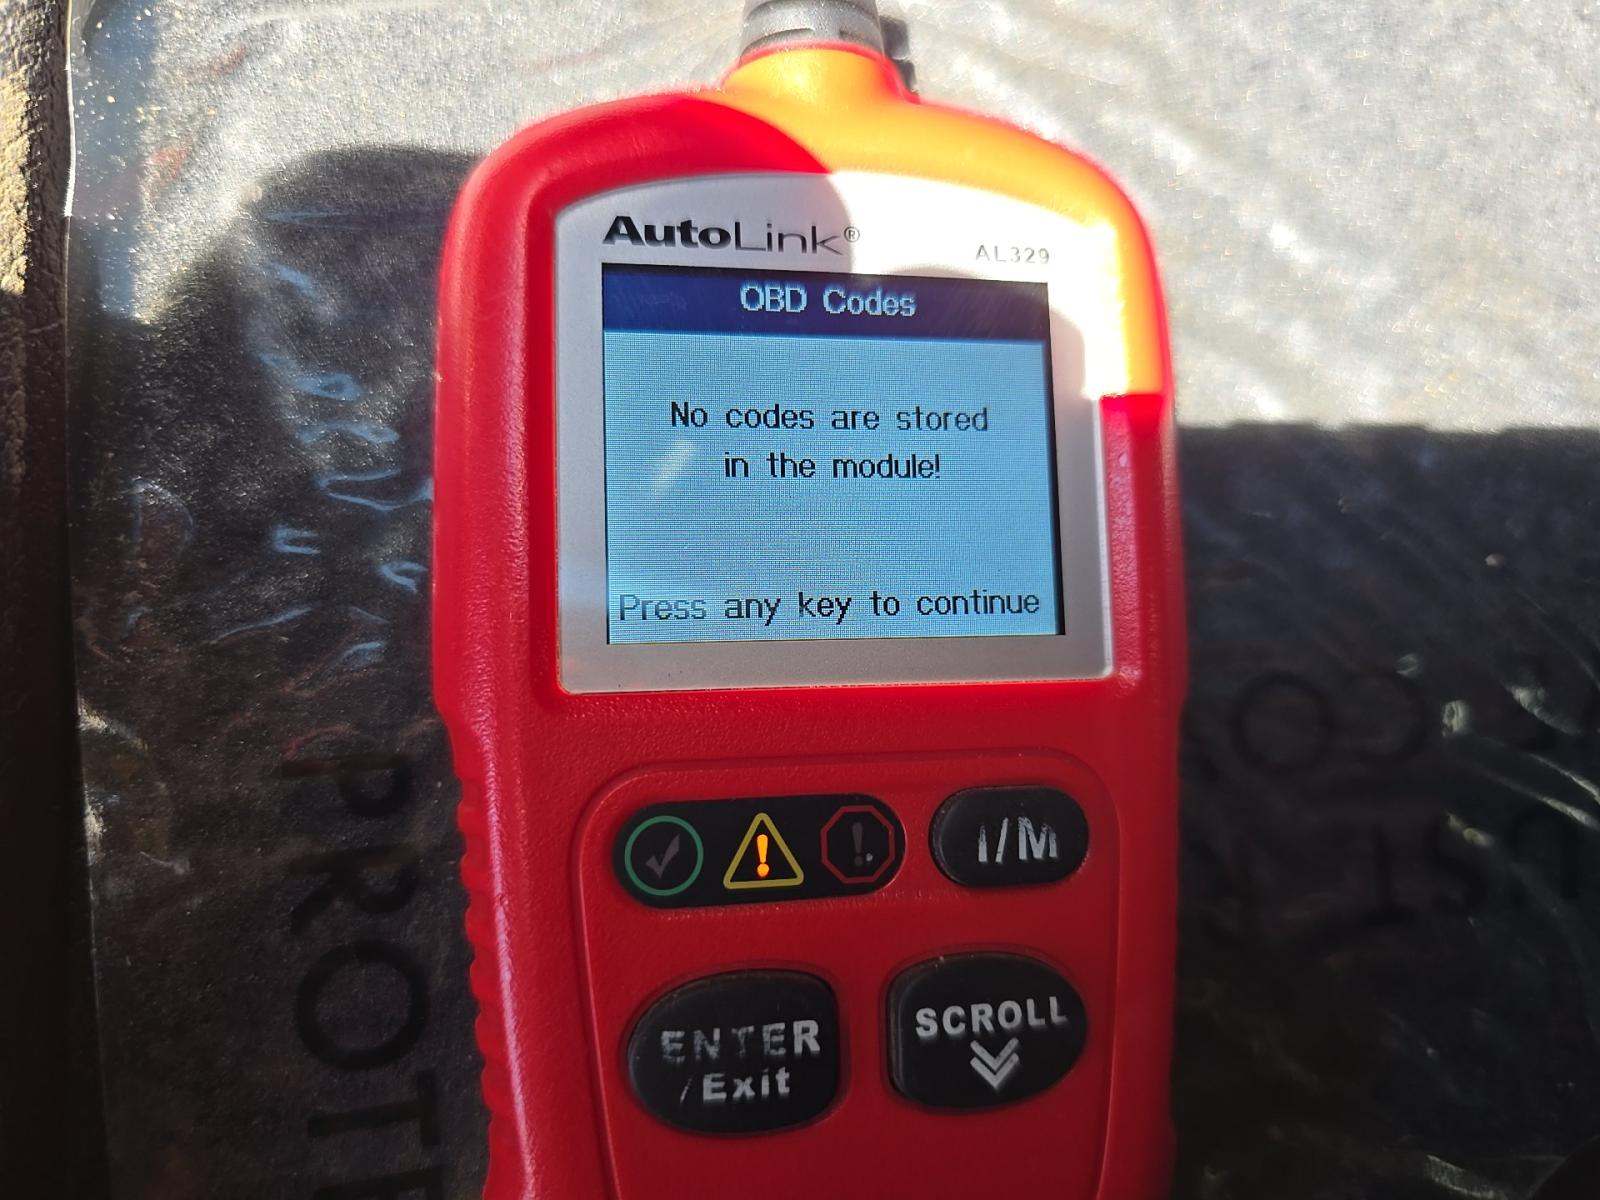 AutoLink®
AL329
OBD Codes
No codes are stored
in the module!
Press any key to continue
I/M
ENTER
/Exit
SCROLL
PROTE